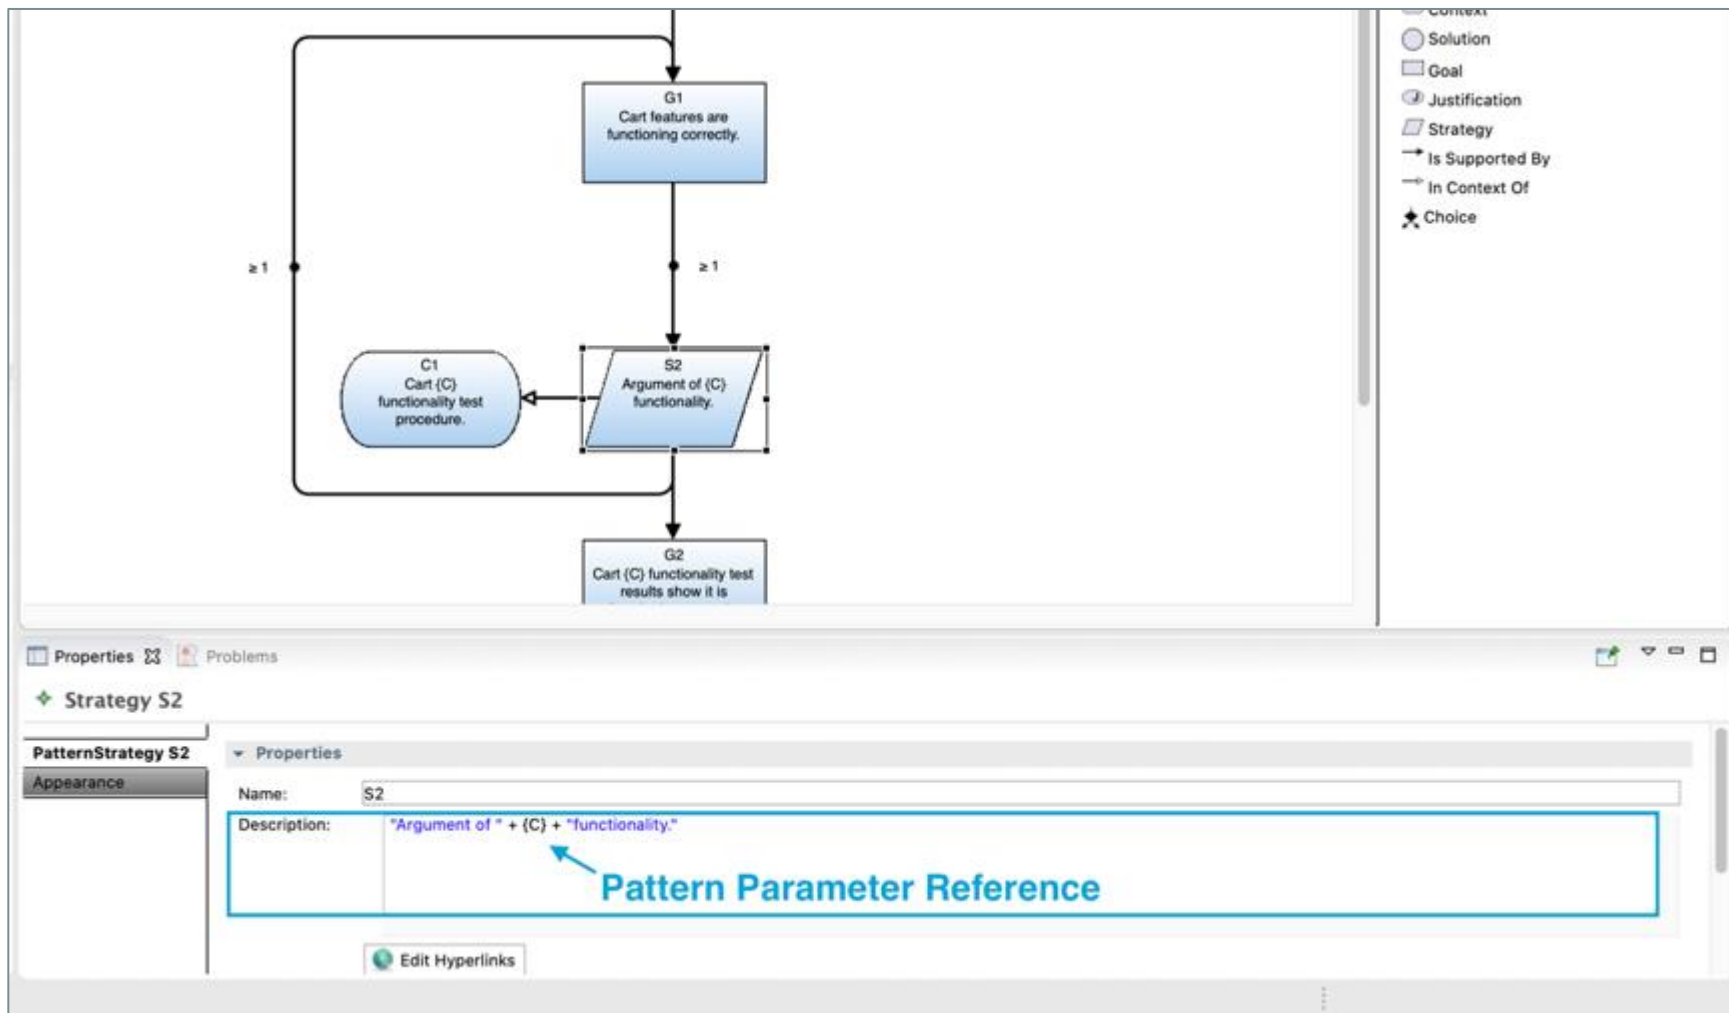 G1
Cart features are
functioning correctly.
≥ 1
≥ 1
C1
Cart {C}
functionality test
procedure.
S2
Argument of {C}
functionality.
G2
Cart {C} functionality test
results show it is
Context
Solution
Goal
Justification
Strategy
Is Supported By
In Context Of
Choice
Properties
Problems
Strategy S2
PatternStrategy S2
Appearance
Properties
Name:
S2
Description:
"Argument of " + {C} + "functionality."
Pattern Parameter Reference
Edit Hyperlinks